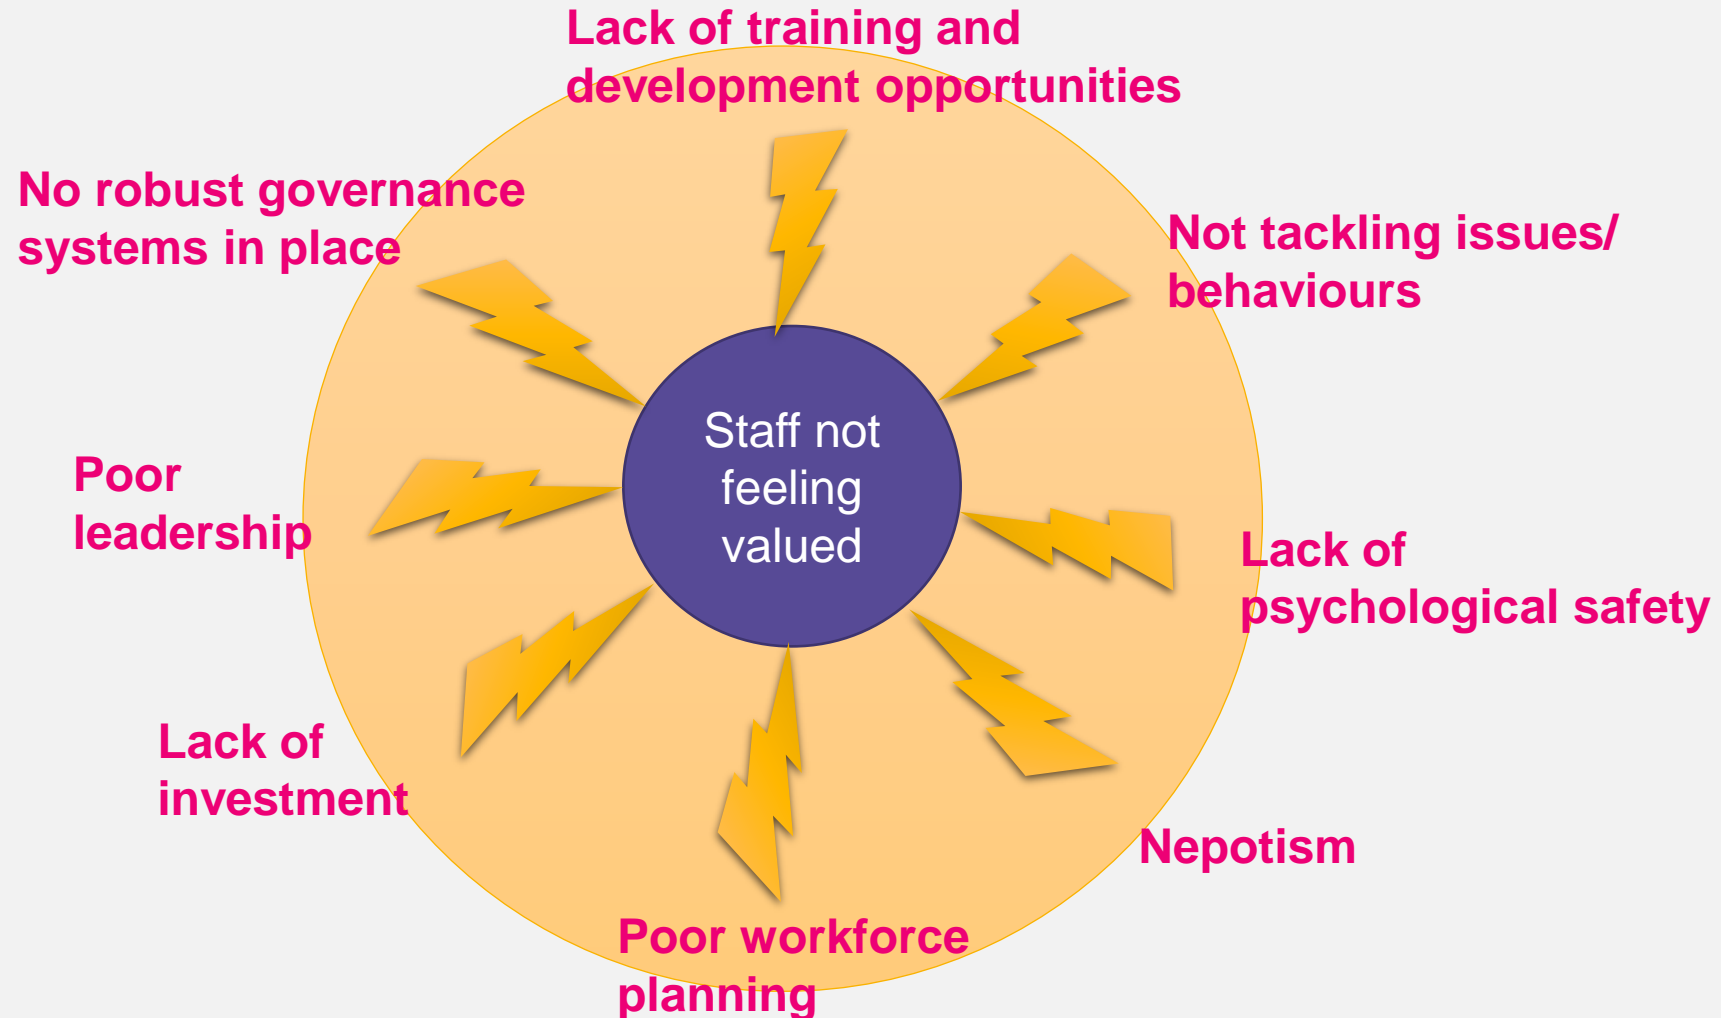 Lack of training and
development opportunities
No robust governance
systems in place
Not tackling issues/
behaviours
Staff not
feeling
valued
Poor
leadership
Lack of
psychological safety
Lack of
investment
Nepotism
Poor workforce
planning